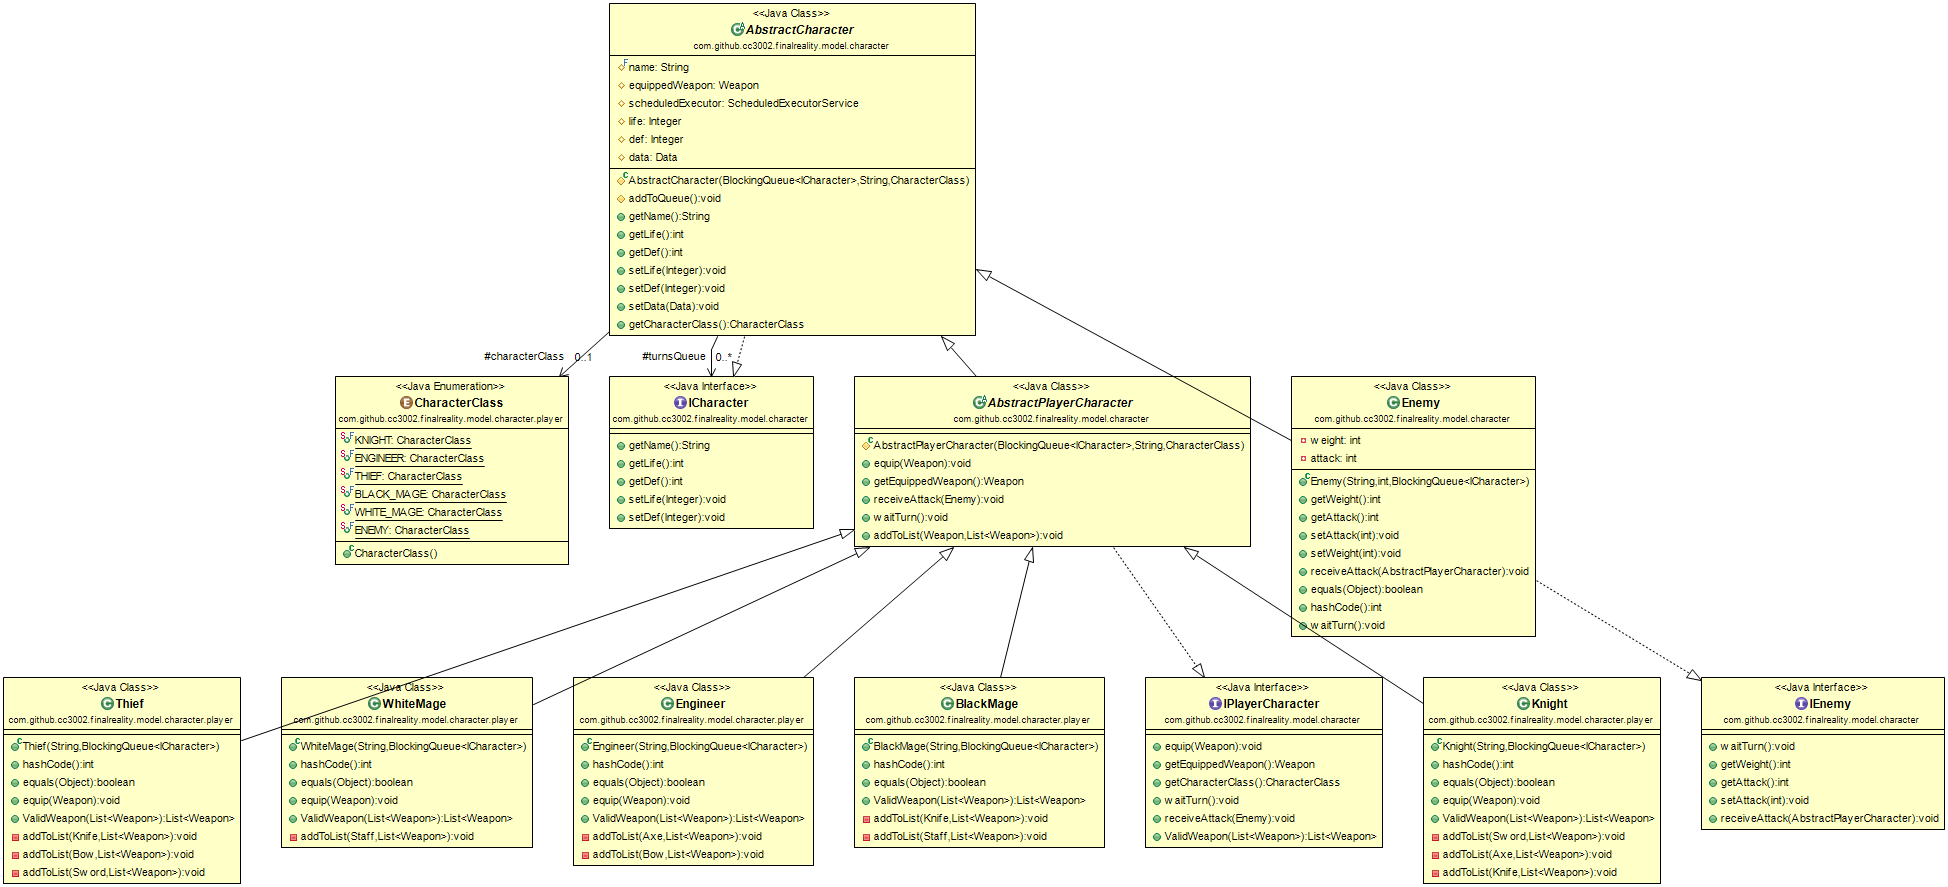 <<Java Class>>
AbstractCharacter
com.github.cc3002.finalreality.model.character
name: String
equippedWeapon: Weapon
scheduledExecutor: ScheduledExecutorService
life: Integer
def: Integer
data: Data
AbstractCharacter(BlockingQueue<ICharacter>,String,CharacterClass)
addToQueue():void
getName():String
getLife():int
getDef():int
setLife(Integer):void
setDef(Integer):void
setData(Data):void
getCharacterClass():CharacterClass
#characterClass 0..1
#turnsQueue 0..*
<<Java Enumeration>>
CharacterClass
com.github.cc3002.finalreality.model.character.player
KNIGHT: CharacterClass
ENGINEER: CharacterClass
THIEF: CharacterClass
BLACK_MAGE: CharacterClass
WHITE_MAGE: CharacterClass
ENEMY: CharacterClass
CharacterClass()
<<Java Interface>>
ICharacter
com.github.cc3002.finalreality.model.character
getName():String
getLife():int
getDef():int
setLife(Integer):void
setDef(Integer):void
<<Java Class>>
AbstractPlayerCharacter
com.github.cc3002.finalreality.model.character
AbstractPlayerCharacter(BlockingQueue<ICharacter>,String,CharacterClass)
equip(Weapon):void
getEquippedWeapon():Weapon
receiveAttack(Enemy):void
waitTurn():void
addToList(Weapon,List<Weapon>):void
<<Java Class>>
Enemy
com.github.cc3002.finalreality.model.character
weight: int
attack: int
Enemy(String,int,BlockingQueue<ICharacter>)
getWeight():int
getAttack():int
setAttack(int):void
setWeight(int):void
receiveAttack(AbstractPlayerCharacter):void
equals(Object):boolean
hashCode():int
waitTurn():void
<<Java Class>>
Thief
com.github.cc3002.finalreality.model.character.player
Thief(String,BlockingQueue<ICharacter>)
hashCode():int
equals(Object):boolean
equip(Weapon):void
ValidWeapon(List<Weapon>):List<Weapon>
addToList(Knife,List<Weapon>):void
addToList(Bow,List<Weapon>):void
addToList(Sword,List<Weapon>):void
<<Java Class>>
WhiteMage
com.github.cc3002.finalreality.model.character.player
WhiteMage(String,BlockingQueue<ICharacter>)
hashCode():int
equals(Object):boolean
equip(Weapon):void
ValidWeapon(List<Weapon>):List<Weapon>
addToList(Staff,List<Weapon>):void
<<Java Class>>
Engineer
com.github.cc3002.finalreality.model.character.player
Engineer(String,BlockingQueue<ICharacter>)
hashCode():int
equals(Object):boolean
equip(Weapon):void
ValidWeapon(List<Weapon>):List<Weapon>
addToList(Axe,List<Weapon>):void
addToList(Bow,List<Weapon>):void
<<Java Class>>
BlackMage
com.github.cc3002.finalreality.model.character.player
BlackMage(String,BlockingQueue<ICharacter>)
hashCode():int
equals(Object):boolean
ValidWeapon(List<Weapon>):List<Weapon>
addToList(Knife,List<Weapon>):void
addToList(Staff,List<Weapon>):void
<<Java Interface>>
IPlayerCharacter
com.github.cc3002.finalreality.model.character
equip(Weapon):void
getEquippedWeapon():Weapon
getCharacterClass():CharacterClass
waitTurn():void
receiveAttack(Enemy):void
ValidWeapon(List<Weapon>):List<Weapon>
<<Java Class>>
Knight
com.github.cc3002.finalreality.model.character.player
Knight(String,BlockingQueue<ICharacter>)
hashCode():int
equals(Object):boolean
equip(Weapon):void
ValidWeapon(List<Weapon>):List<Weapon>
addToList(Sword,List<Weapon>):void
addToList(Axe,List<Weapon>):void
addToList(Knife,List<Weapon>):void
<<Java Interface>>
IEnemy
com.github.cc3002.finalreality.model.character
waitTurn():void
getWeight():int
getAttack():int
setAttack(int):void
receiveAttack(AbstractPlayerCharacter):void